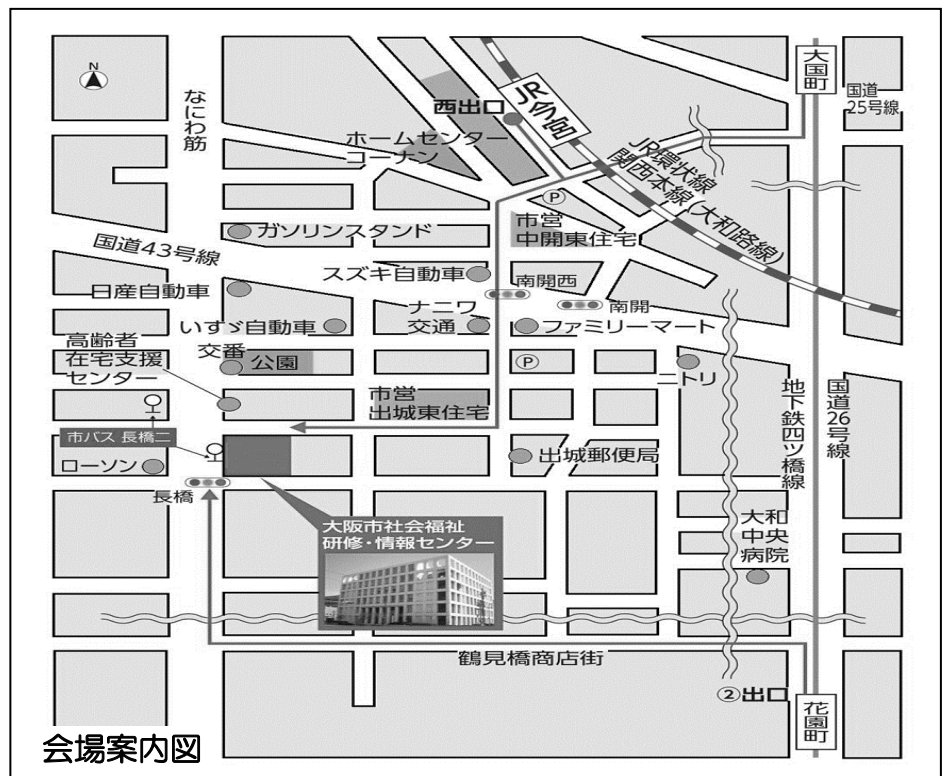 N
なにわ筋
西出口
JR今宮
大国町
国道
25号線
ホームセンター
コーナン
JR環状線
関西本線(大和路線)
P
市営
中開東住宅
ガソリンスタンド
国道43号線
スズキ自動車
南開西
南開
日産自動車
いすゞ自動車
ナニワ
交通
ファミリーマート
高齢者
在宅支援
センター
交番
公園
P
ニトリ
市営
出城東住宅
地下鉄四ツ橋線
国道26号線
市バス 長橋二
ローソン
出城郵便局
長橋
大阪市社会福祉
研修・情報センター
大和
中央
病院
鶴見橋商店街
②出口
花園町
会場案内図